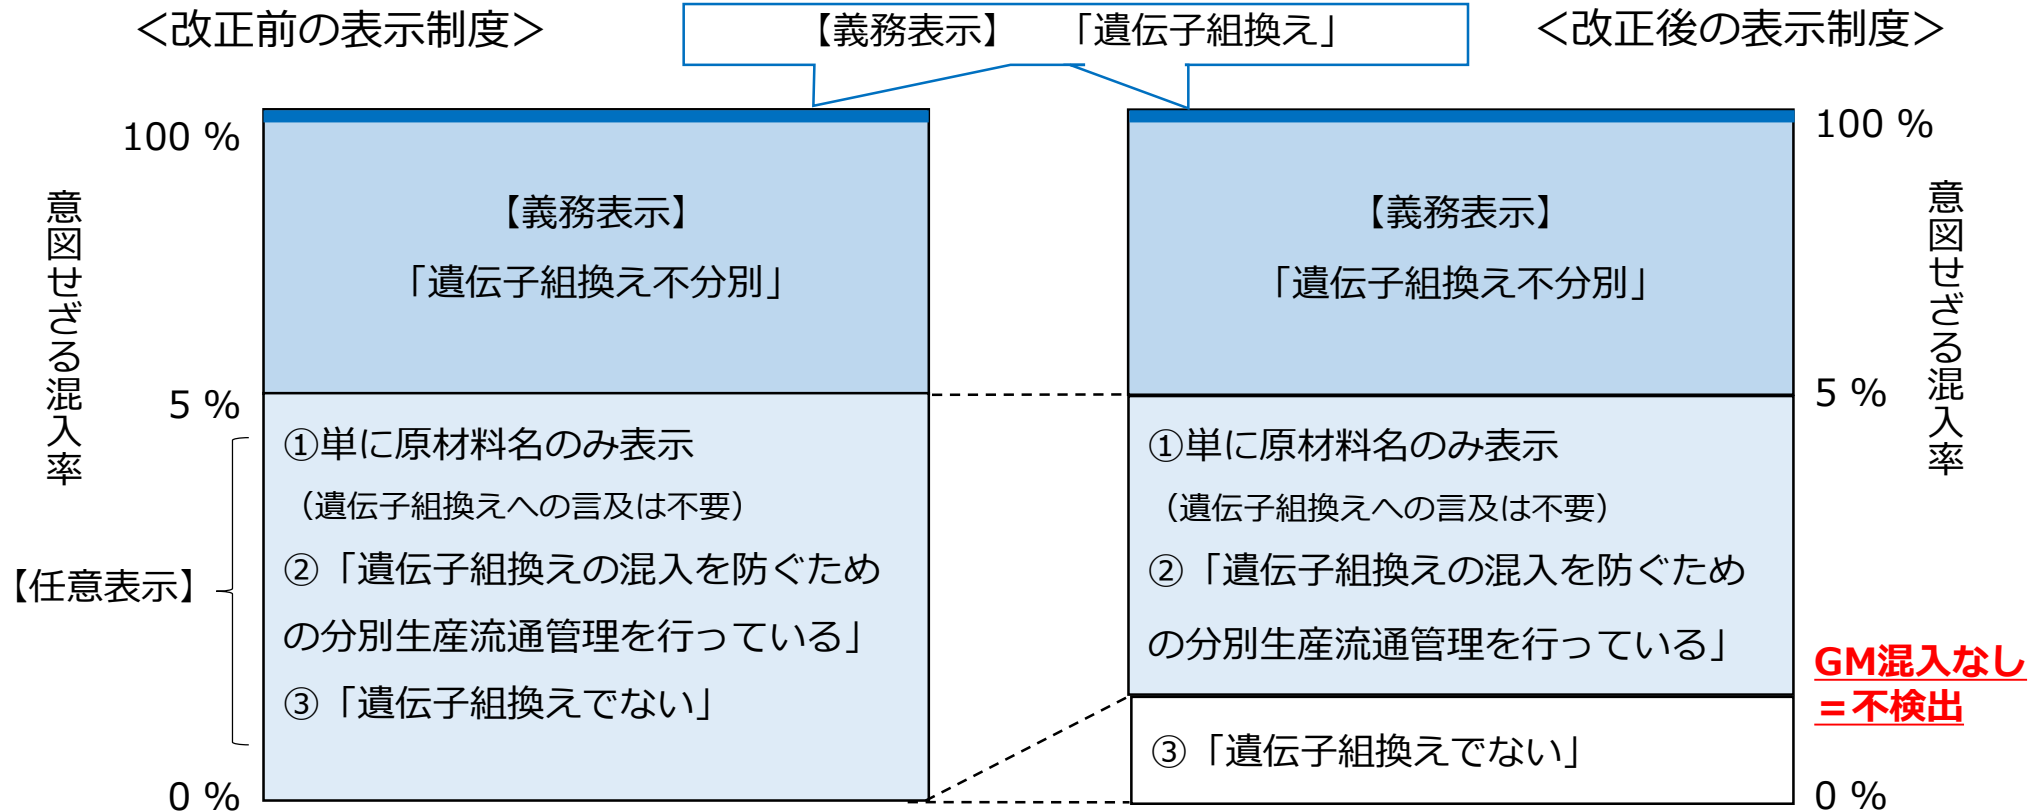 ＜改正前の表示制度＞
【義務表示】 「遺伝子組換え」
＜改正後の表示制度＞
100 %
意図せざる混入率
5 %
【任意表示】
0 %
【義務表示】
「遺伝子組換え不分別」
①単に原材料名のみ表示
（遺伝子組換えへの言及は不要）
②「遺伝子組換えの混入を防ぐため
の分別生産流通管理を行っている」
③「遺伝子組換えでない」
【義務表示】
「遺伝子組換え不分別」
①単に原材料名のみ表示
（遺伝子組換えへの言及は不要）
②「遺伝子組換えの混入を防ぐため
の分別生産流通管理を行っている」
③「遺伝子組換えでない」
100 %
意図せざる混入率
5 %
GM混入なし
＝不検出
0 %